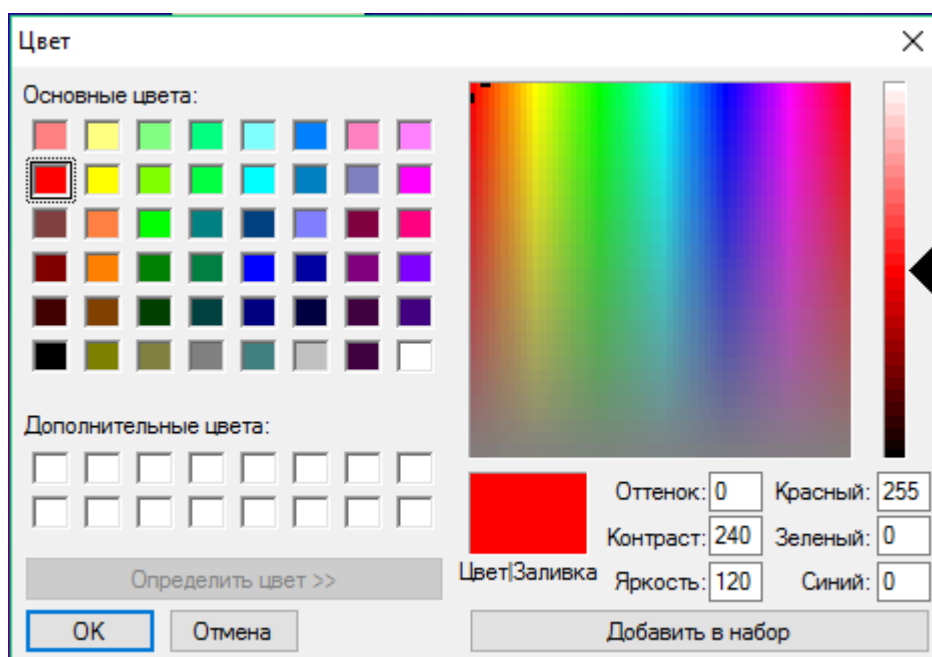 Цвет
Основные цвета:
Дополнительные цвета:
Определить цвет >>
OK
Отмена
Цвет|Заливка
Оттенок: 0
Контраст: 240
Яркость: 120
Красный: 255
Зеленый: 0
Синий: 0
Добавить в набор